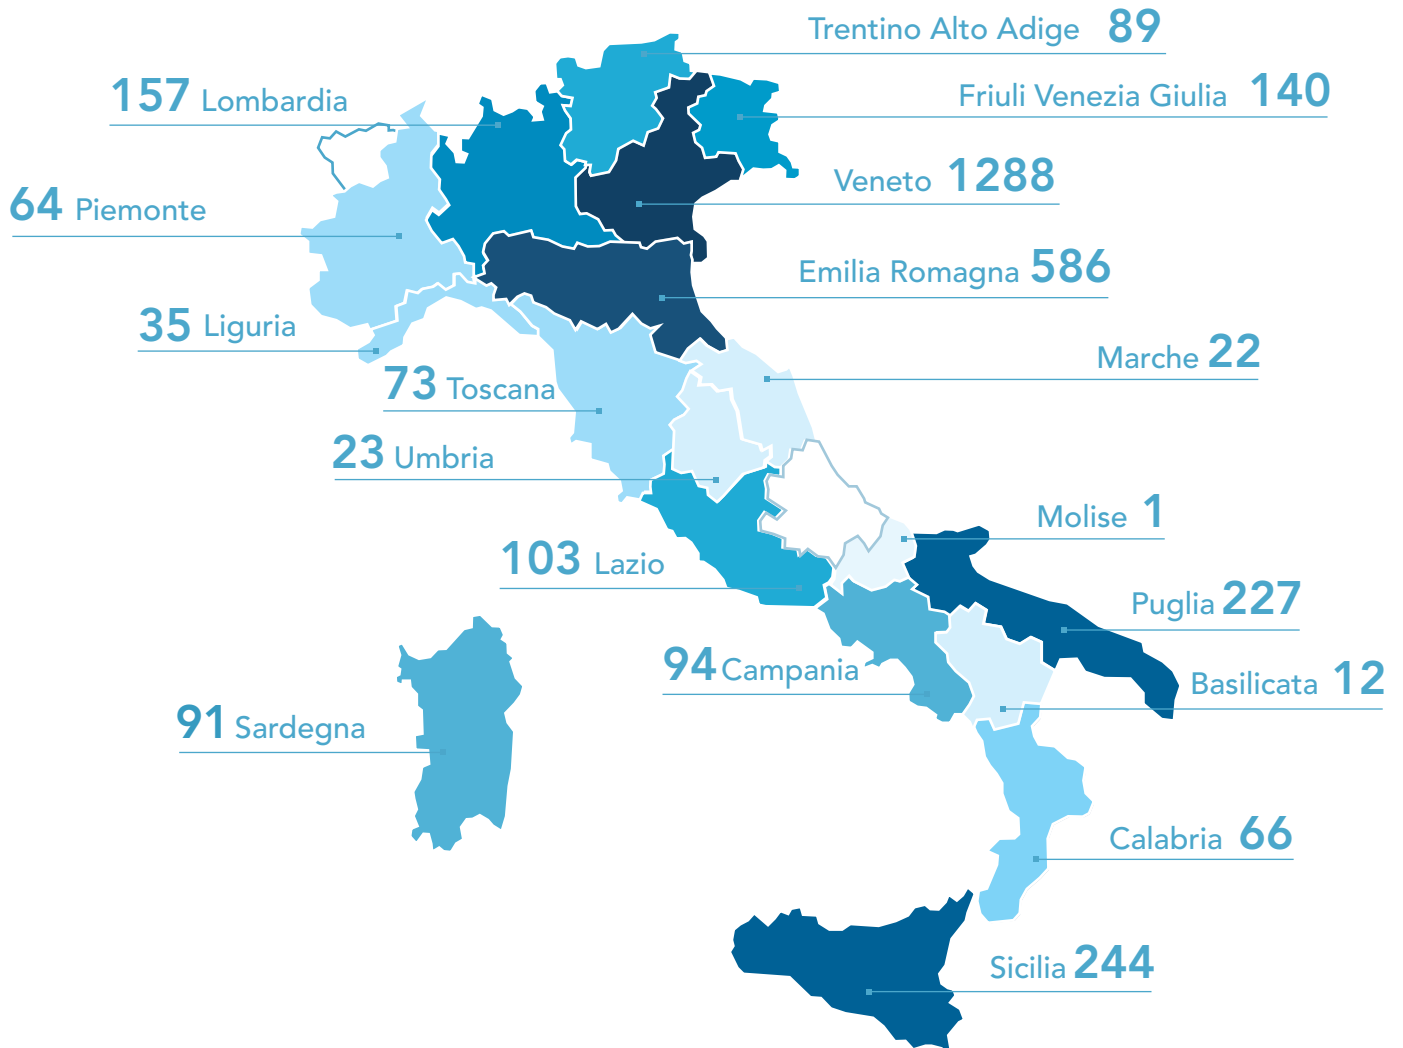 Trentino Alto Adige 89
157 Lombardia
Friuli Venezia Giulia 140
Veneto 1288
64 Piemonte
Emilia Romagna 586
35 Liguria
Marche 22
73 Toscana
23 Umbria
Molise 1
103 Lazio
Puglia 227
94 Campania
Basilicata 12
91 Sardegna
Calabria 66
Sicilia 244